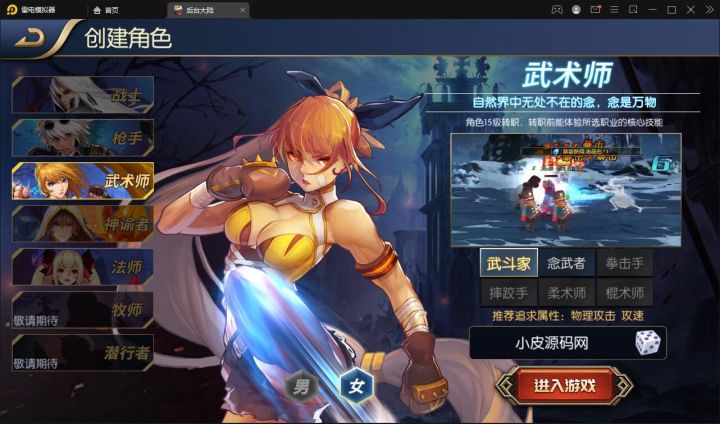 雷电模拟器
首页
后台大陆
创建角色
战士
枪手
武术师
神谕者
法师
牧师
敬请期待
潜行者
敬请期待
男
女
武术师
自然界中无处不在的念，念是万物
角色15级转职，转职前能体验所选职业的核心技能
武斗家
念武者
拳击手
摔跤手
柔术师
棍术师
推荐追求属性：物理攻击 攻速
小皮源码网
进入游戏